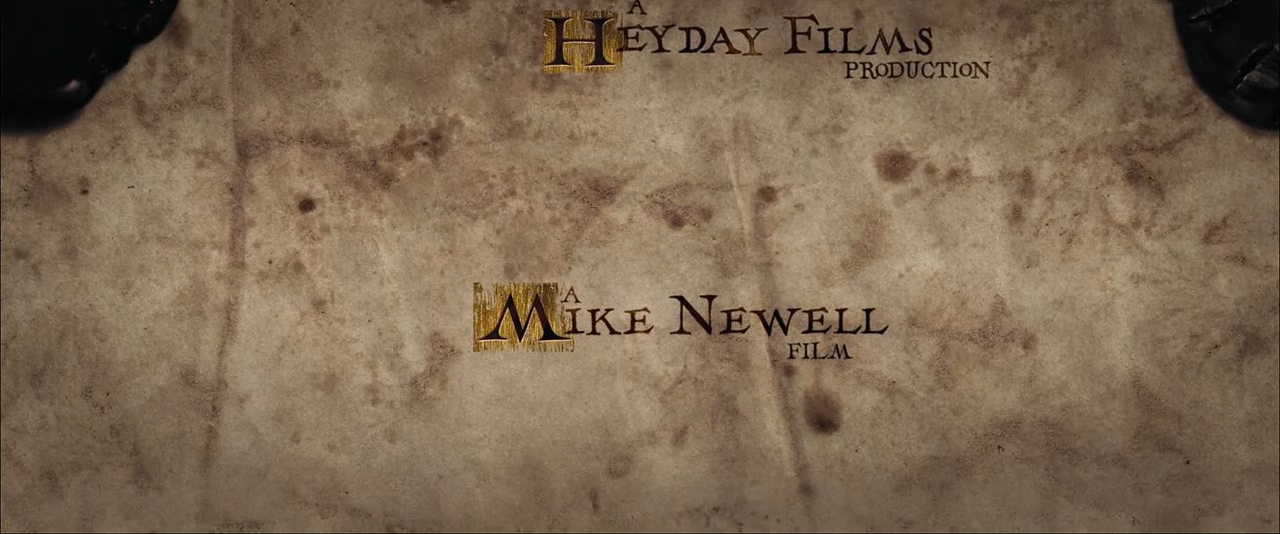 A
HEYDAY FILMS
PRODUCTION
A
MIKE NEWELL
FILM